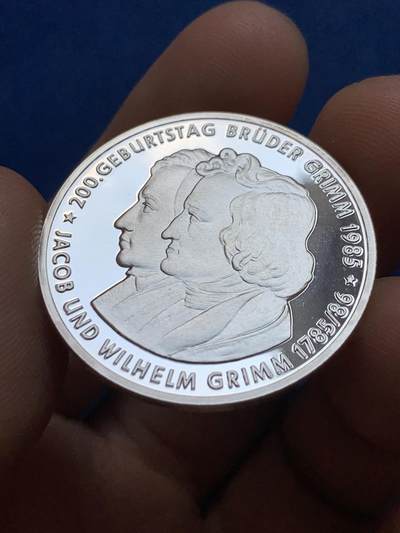 200.GEBURTSTAG BRÜDER GRIMM 1985
JACOB UND WILHELM GRIMM 1785/86